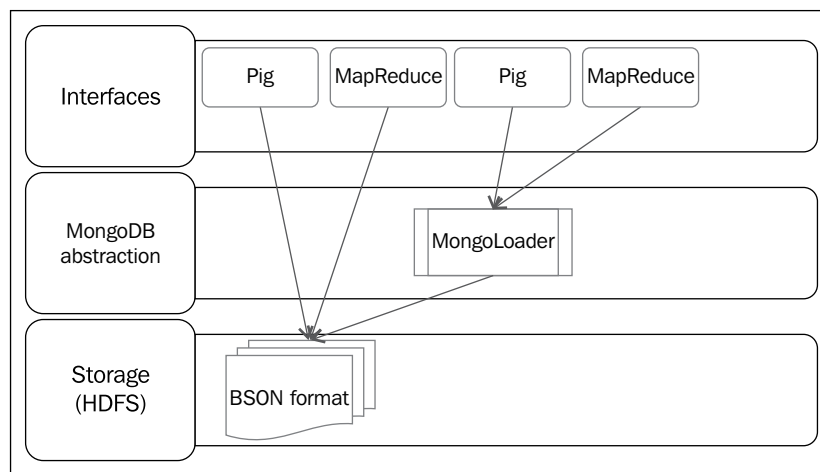 Interfaces
Pig
MapReduce
Pig
MapReduce
MongoDB
abstraction
MongoLoader
Storage
(HDFS)
BSON format